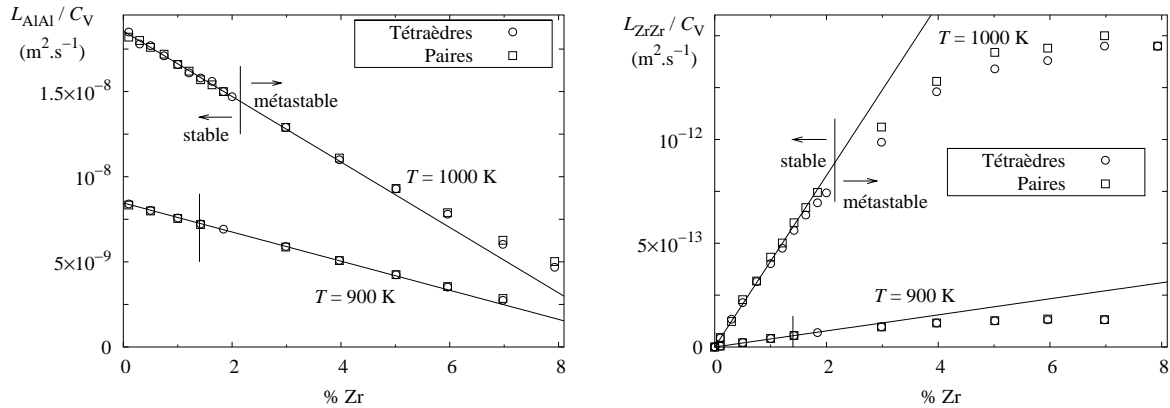 L_AlAl / C_V
(m².s⁻¹)
Tétraèdres
Paires
1.5×10⁻⁸
10⁻⁸
5×10⁻⁹
0
métastable
stable
T = 1000 K
T = 900 K
0 2 4 6 8
% Zr
L_ZrZr / C_V
(m².s⁻¹)
T = 1000 K
10⁻¹²
5×10⁻¹³
0
stable
métastable
Tétraèdres
Paires
T = 900 K
0 2 4 6 8
% Zr